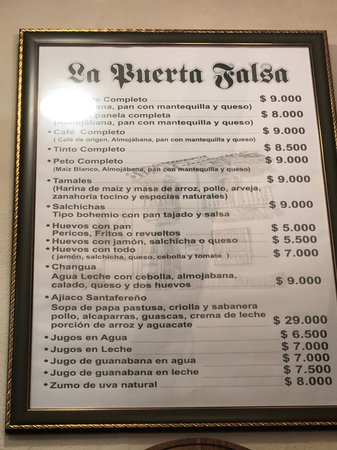 La Puerta Falsa
Completo $ 9.000
(Almojábana, pan con mantequilla y queso)
panela completa $ 8.000
(Almojábana, pan con mantequilla y queso)
• Café Completo $ 9.000
(Café de origen, Almojábana, pan con mantequilla y queso)
• Tinto Completo $ 8.500
• Peto Completo $ 9.000
(Maíz Blanco, Almojábana, pan con mantequilla y queso)
• Tamales $ 9.000
(Harina de maíz y masa de arroz, pollo, arveja,
zanahoria tocino y especias naturales)
• Salchichas $ 9.000
Tipo bohemio con pan tajado y salsa
• Huevos con pan $ 5.000
Pericos, Fritos o revueltos
• Huevos con jamón, salchicha o queso $ 5.500
• Huevos con todo $ 7.000
( jamón, salchicha, queso, cebolla y tomate )
• Changua
Agua Leche con cebolla, almojabana,
calado, queso y dos huevos $ 9.000
• Ajiaco Santafereño
Sopa de papa pastusa, criolla y sabanera
pollo, alcaparras, guascas, crema de leche
porción de arroz y aguacate $ 29.000
• Jugos en Agua $ 6.500
• Jugos en Leche $ 7.000
• Jugo de guanabana en agua $ 7.000
• Jugo de guanabana en leche $ 7.500
• Zumo de uva natural $ 8.000